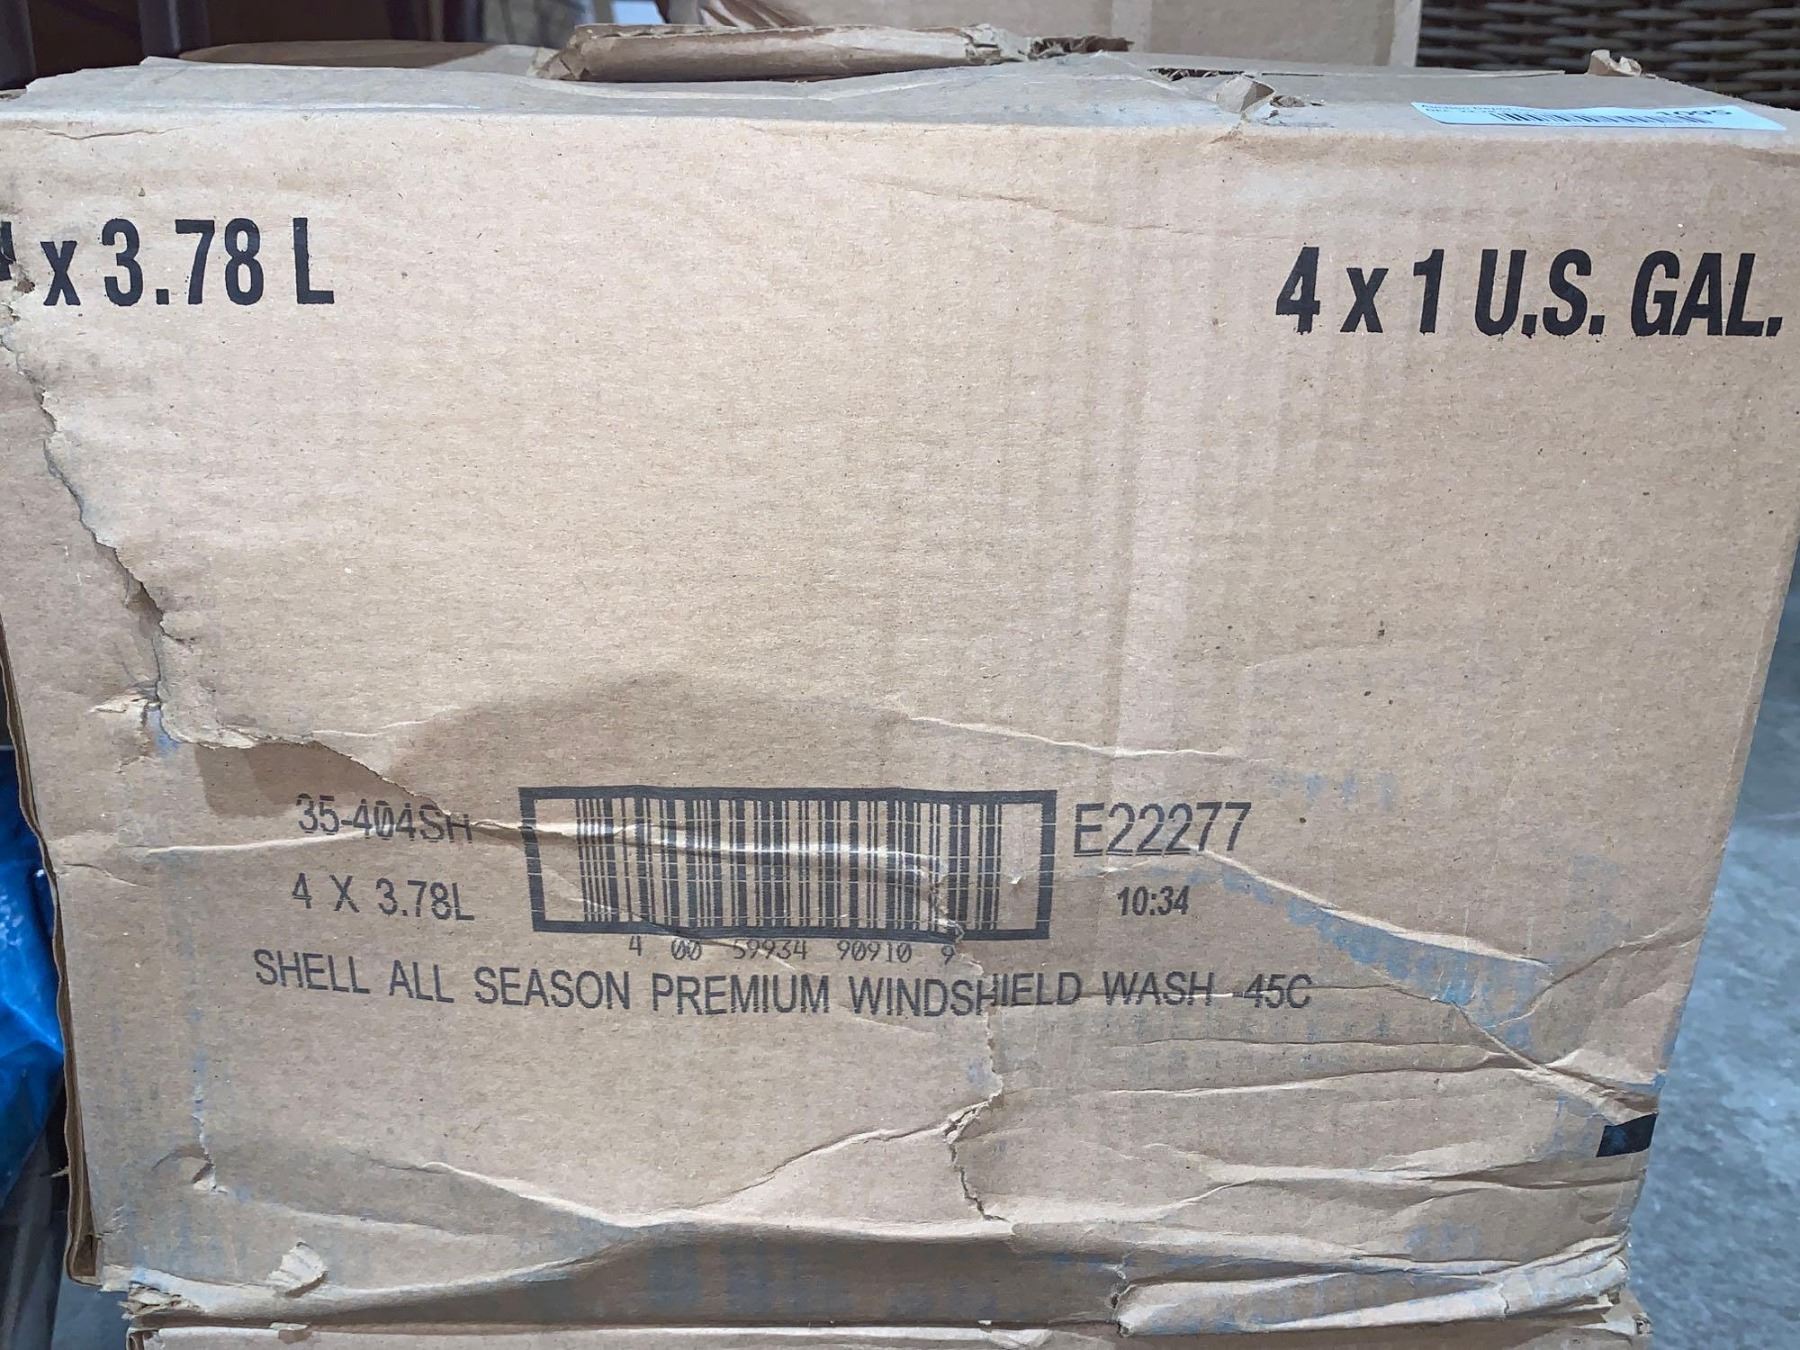 x 3.78 L
4 x 1 U.S. GAL.
35-404SH
4 X 3.78L
E22277
10:34
4 00 59934 90910 9
SHELL ALL SEASON PREMIUM WINDSHIELD WASH -45C